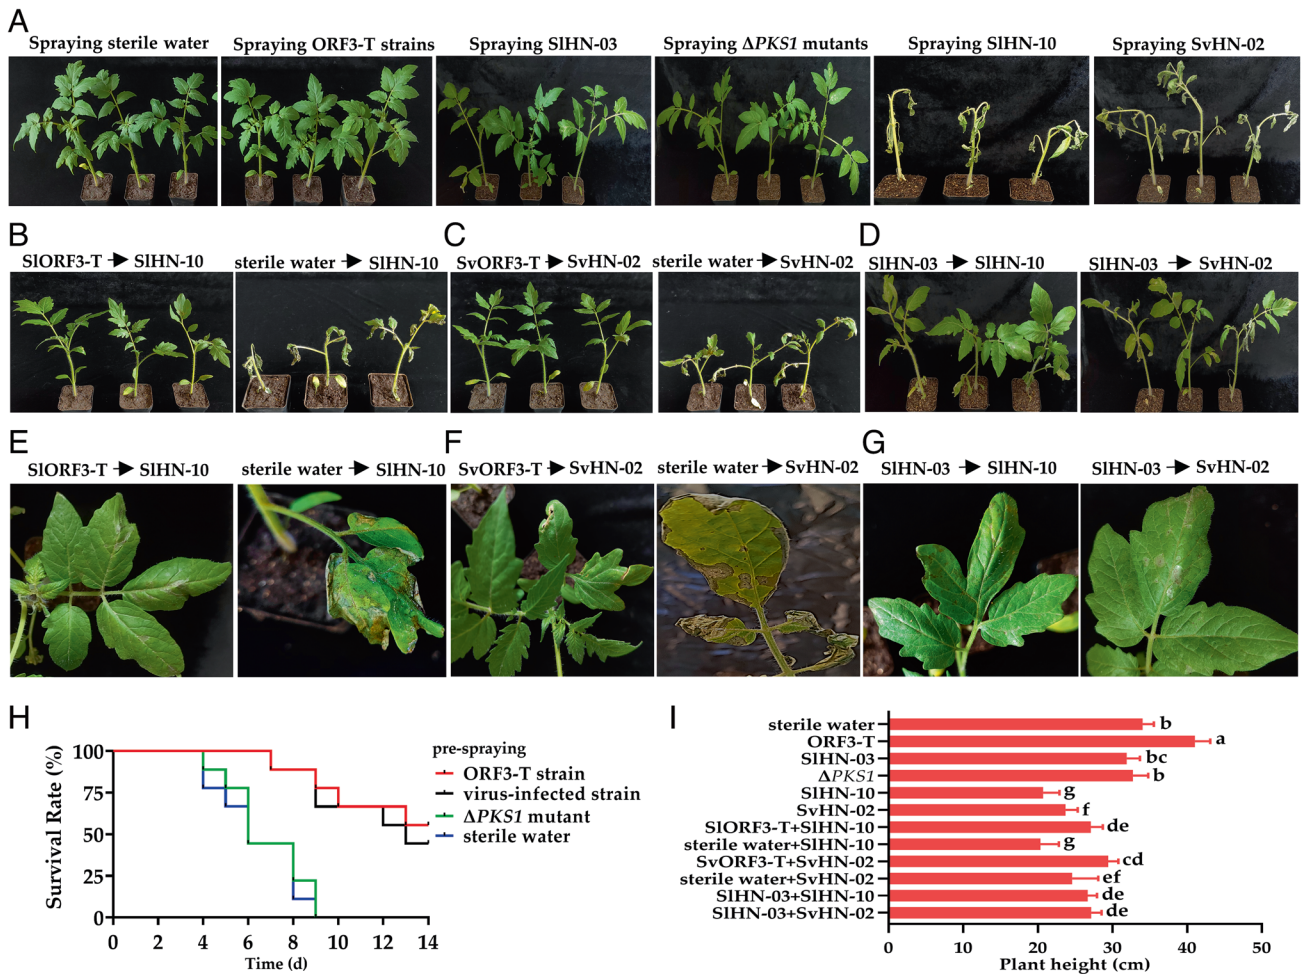 A
Spraying sterile water
Spraying ORF3-T strains
Spraying SlHN-03
Spraying ΔPKS1 mutants
Spraying SlHN-10
Spraying SvHN-02
B
SlORF3-T → SlHN-10
sterile water → SlHN-10
C
SvORF3-T → SvHN-02
sterile water → SvHN-02
D
SlHN-03 → SlHN-10
SlHN-03 → SvHN-02
E
SlORF3-T → SlHN-10
sterile water → SlHN-10
F
SvORF3-T → SvHN-02
sterile water → SvHN-02
G
SlHN-03 → SlHN-10
SlHN-03 → SvHN-02
H
Survival Rate (%)
100
75
50
25
0
0 2 4 6 8 10 12 14
Time (d)
pre-spraying
ORF3-T strain
virus-infected strain
ΔPKS1 mutant
sterile water
I
sterile water b
ORF3-T a
SlHN-03 bc
ΔPKS1 b
SlHN-10 g
SvHN-02 f
SlORF3-T+SlHN-10 de
sterile water+SlHN-10 g
SvORF3-T+SvHN-02 cd
sterile water+SvHN-02 ef
SlHN-03+SlHN-10 de
SlHN-03+SvHN-02 de
0 10 20 30 40 50
Plant height (cm)